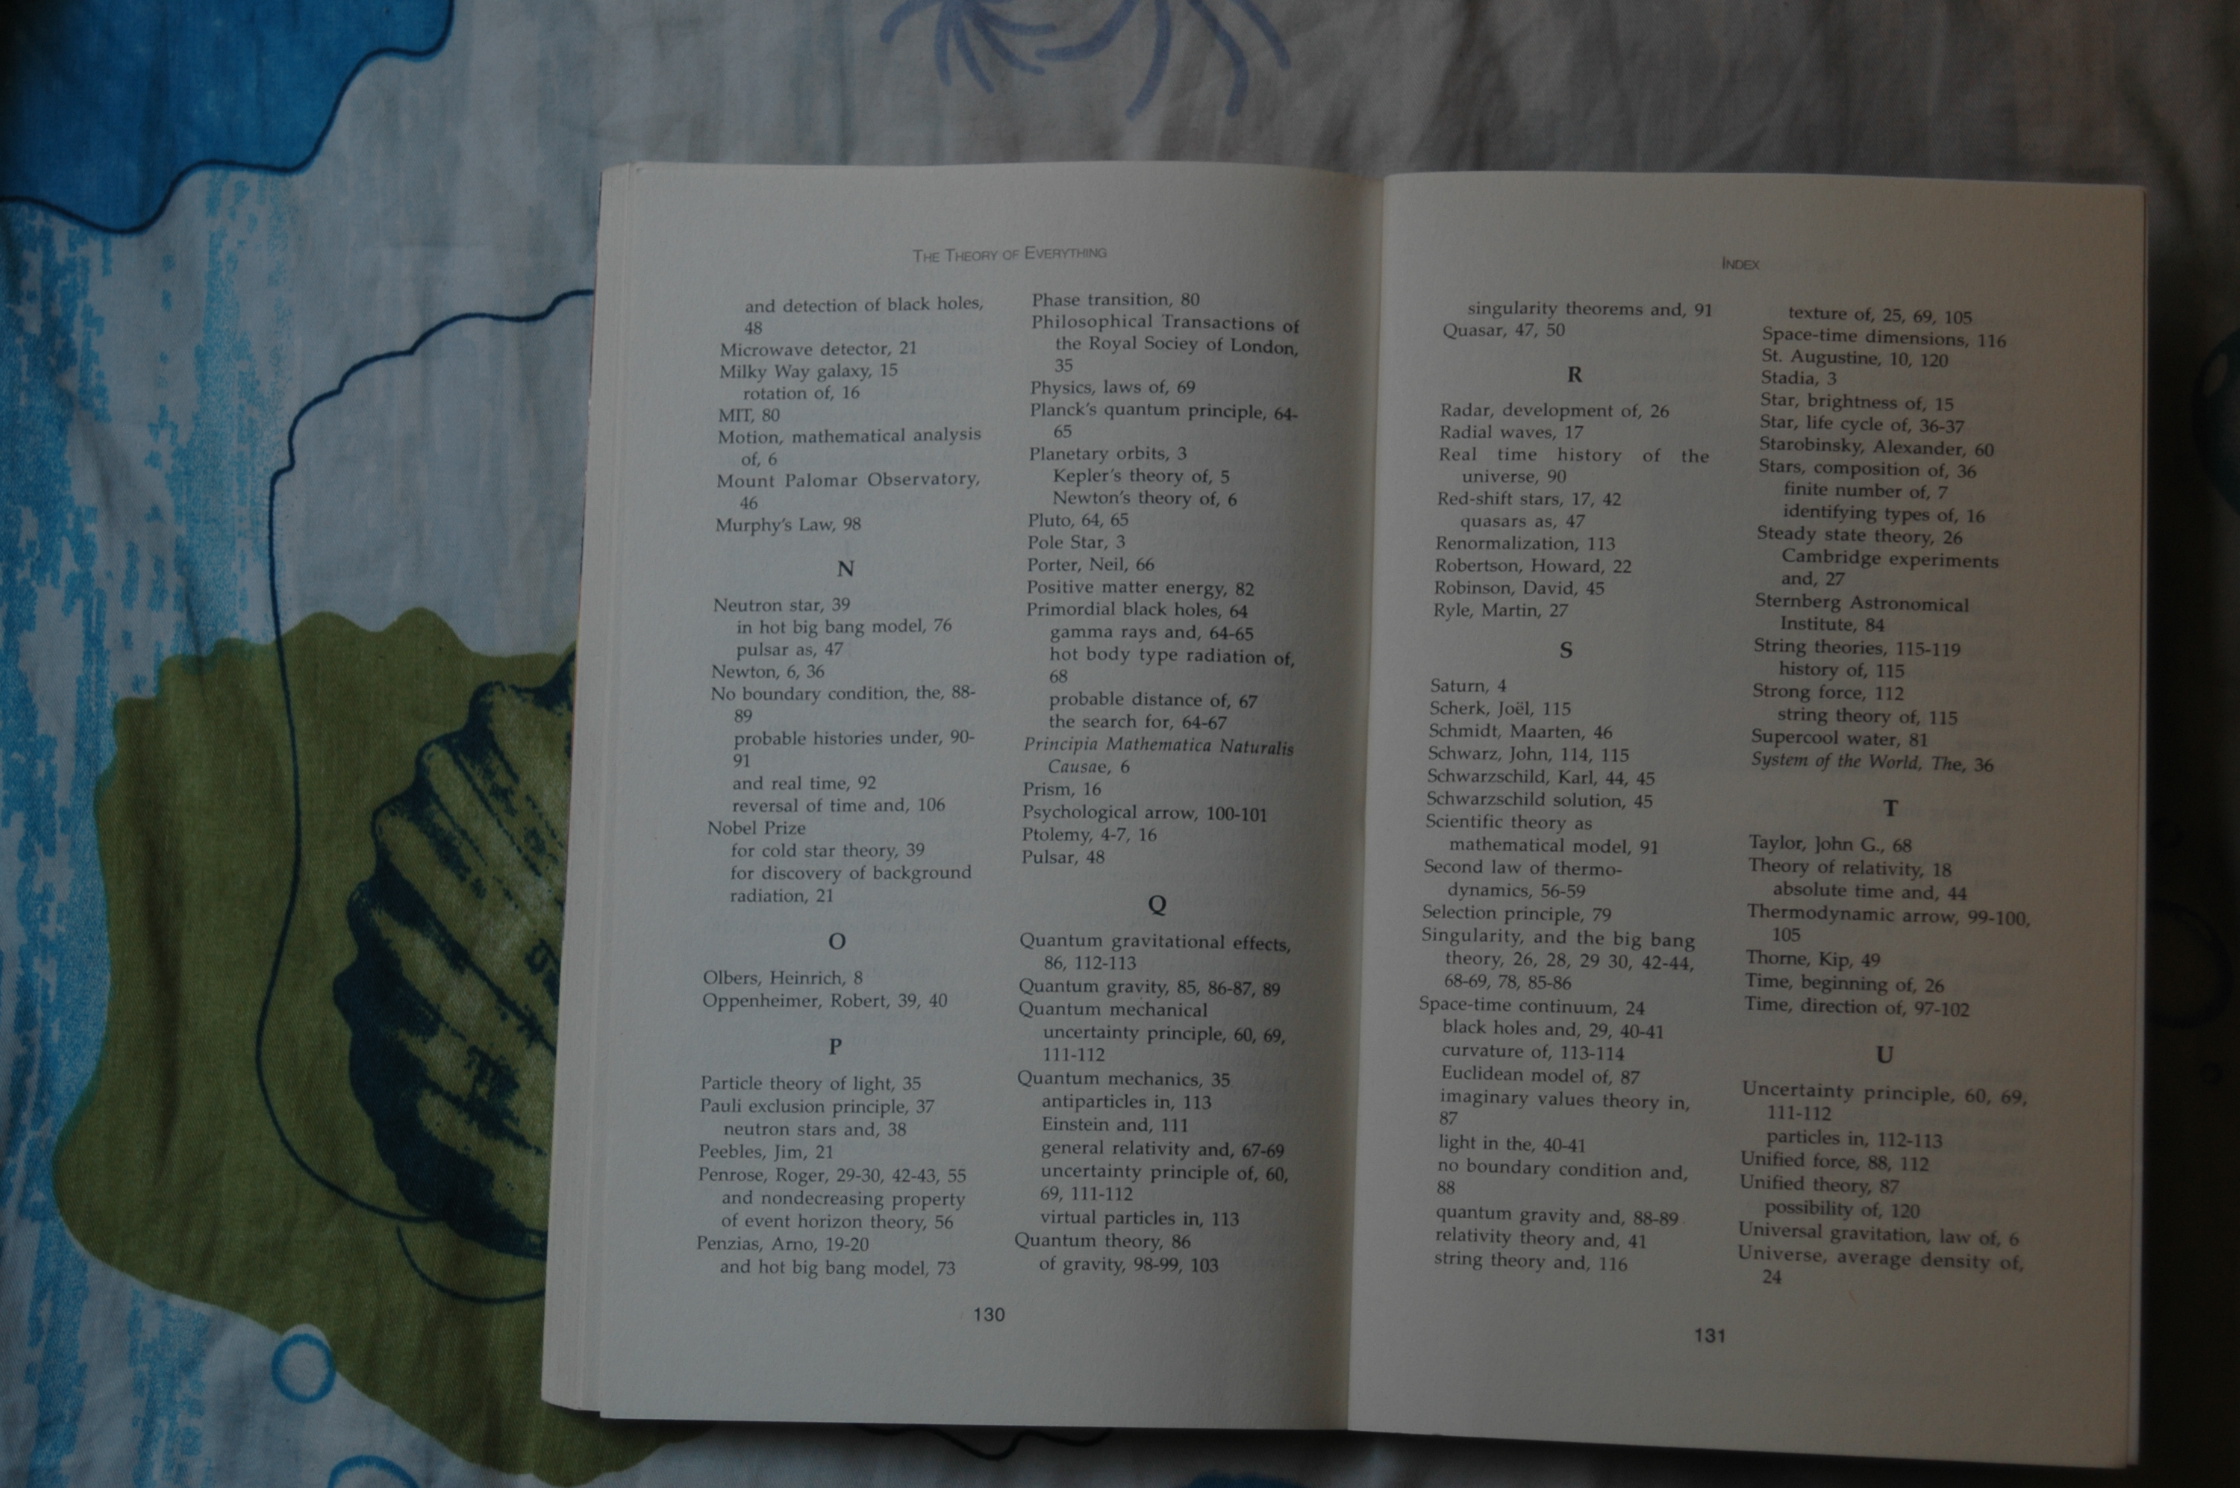 THE THEORY OF EVERYTHING
and detection of black holes,
48
Microwave detector, 21
Milky Way galaxy, 15
rotation of, 16
MIT, 80
Motion, mathematical analysis
of, 6
Mount Palomar Observatory,
46
Murphy's Law, 98
N
Neutron star, 39
in hot big bang model, 76
pulsar as, 47
Newton, 6, 36
No boundary condition, the, 88-
89
probable histories under, 90-
91
and real time, 92
reversal of time and, 106
Nobel Prize
for cold star theory, 39
for discovery of background
radiation, 21
O
Olbers, Heinrich, 8
Oppenheimer, Robert, 39, 40
P
Particle theory of light, 35
Pauli exclusion principle, 37
neutron stars and, 38
Peebles, Jim, 21
Penrose, Roger, 29-30, 42-43, 55
and nondecreasing property
of event horizon theory, 56
Penzias, Arno, 19-20
and hot big bang model, 73
Phase transition, 80
Philosophical Transactions of
the Royal Sociey of London,
35
Physics, laws of, 69
Planck's quantum principle, 64-
65
Planetary orbits, 3
Kepler's theory of, 5
Newton's theory of, 6
Pluto, 64, 65
Pole Star, 3
Porter, Neil, 66
Positive matter energy, 82
Primordial black holes, 64
gamma rays and, 64-65
hot body type radiation of,
68
probable distance of, 67
the search for, 64-67
Principia Mathematica Naturalis
Causae, 6
Prism, 16
Psychological arrow, 100-101
Ptolemy, 4-7, 16
Pulsar, 48
Q
Quantum gravitational effects,
86, 112-113
Quantum gravity, 85, 86-87, 89
Quantum mechanical
uncertainty principle, 60, 69,
111-112
Quantum mechanics, 35
antiparticles in, 113
Einstein and, 111
general relativity and, 67-69
uncertainty principle of, 60,
69, 111-112
virtual particles in, 113
Quantum theory, 86
of gravity, 98-99, 103
130
INDEX
singularity theorems and, 91
Quasar, 47, 50
R
Radar, development of, 26
Radial waves, 17
Real time history of the
universe, 90
Red-shift stars, 17, 42
quasars as, 47
Renormalization, 113
Robertson, Howard, 22
Robinson, David, 45
Ryle, Martin, 27
S
Saturn, 4
Scherk, Joël, 115
Schmidt, Maarten, 46
Schwarz, John, 114, 115
Schwarzschild, Karl, 44, 45
Schwarzschild solution, 45
Scientific theory as
mathematical model, 91
Second law of thermo-
dynamics, 56-59
Selection principle, 79
Singularity, and the big bang
theory, 26, 28, 29 30, 42-44,
68-69, 78, 85-86
Space-time continuum, 24
black holes and, 29, 40-41
curvature of, 113-114
Euclidean model of, 87
imaginary values theory in,
87
light in the, 40-41
no boundary condition and,
88
quantum gravity and, 88-89
relativity theory and, 41
string theory and, 116
texture of, 25, 69, 105
Space-time dimensions, 116
St. Augustine, 10, 120
Stadia, 3
Star, brightness of, 15
Star, life cycle of, 36-37
Starobinsky, Alexander, 60
Stars, composition of, 36
finite number of, 7
identifying types of, 16
Steady state theory, 26
Cambridge experiments
and, 27
Sternberg Astronomical
Institute, 84
String theories, 115-119
history of, 115
Strong force, 112
string theory of, 115
Supercool water, 81
System of the World, The, 36
T
Taylor, John G., 68
Theory of relativity, 18
absolute time and, 44
Thermodynamic arrow, 99-100,
105
Thorne, Kip, 49
Time, beginning of, 26
Time, direction of, 97-102
U
Uncertainty principle, 60, 69,
111-112
particles in, 112-113
Unified force, 88, 112
Unified theory, 87
possibility of, 120
Universal gravitation, law of, 6
Universe, average density of,
24
131